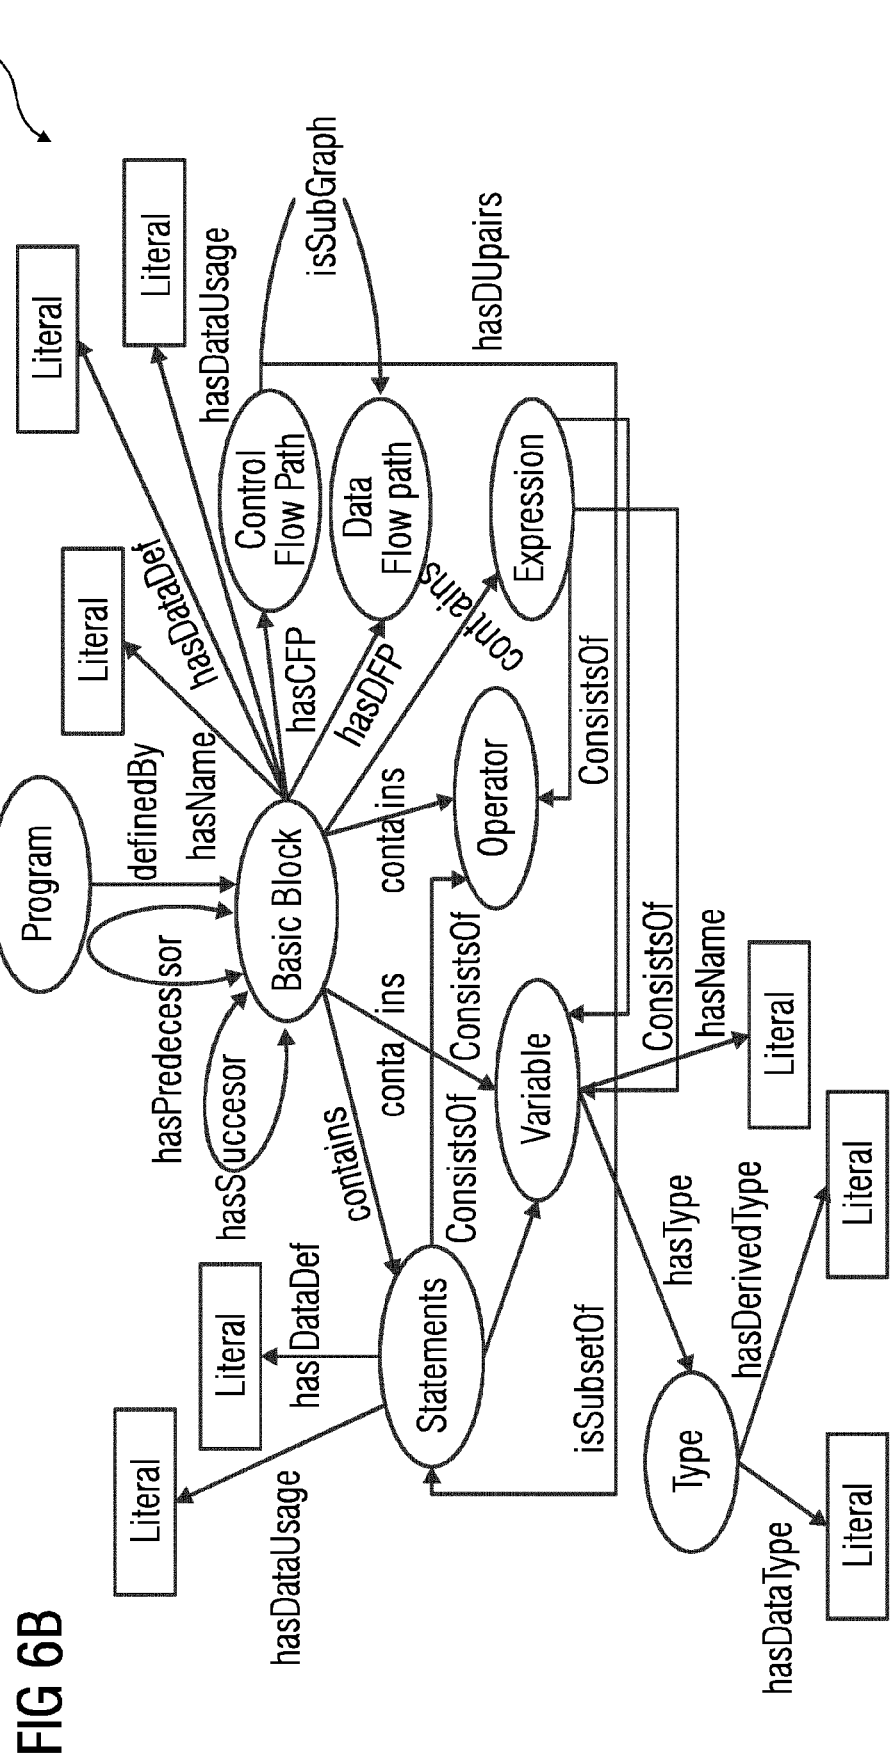 FIG 6B
Program
definedBy
hasPredecessor
hasSuccesor
Basic Block
hasName
Literal
hasDataDef
Literal
hasDataUsage
Literal
hasCFP
Control
Flow Path
isSubGraph
hasDFP
Data
Flow path
hasDUpairs
contains
Expression
contains
Operator
ConsistsOf
contains
Variable
ConsistsOf
ConsistsOf
ConsistsOf
contains
Statements
hasDataDef
Literal
hasDataUsage
Literal
isSubsetOf
hasName
Literal
hasType
Type
hasDerivedType
Literal
hasDataType
Literal